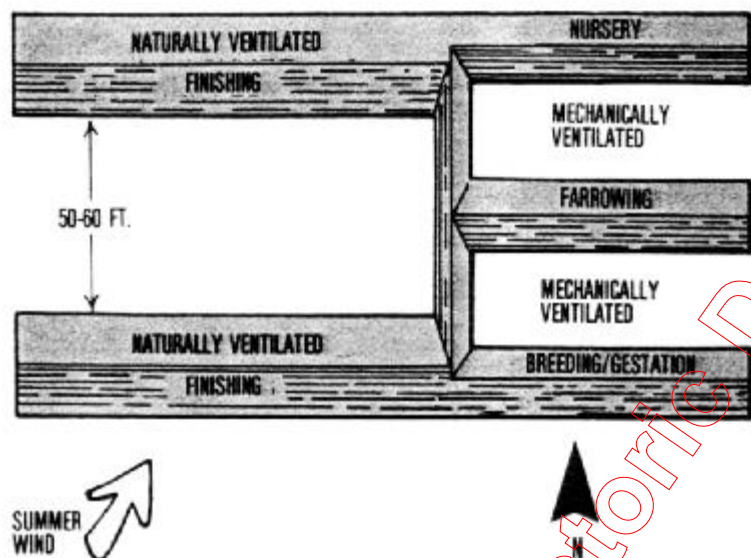 NATURALLY VENTILATED
FINISHING
NURSERY
MECHANICALLY
VENTILATED
50-60 FT.
FARROWING
MECHANICALLY
VENTILATED
NATURALLY VENTILATED
FINISHING
BREEDING/GESTATION
SUMMER
WIND
N
toric